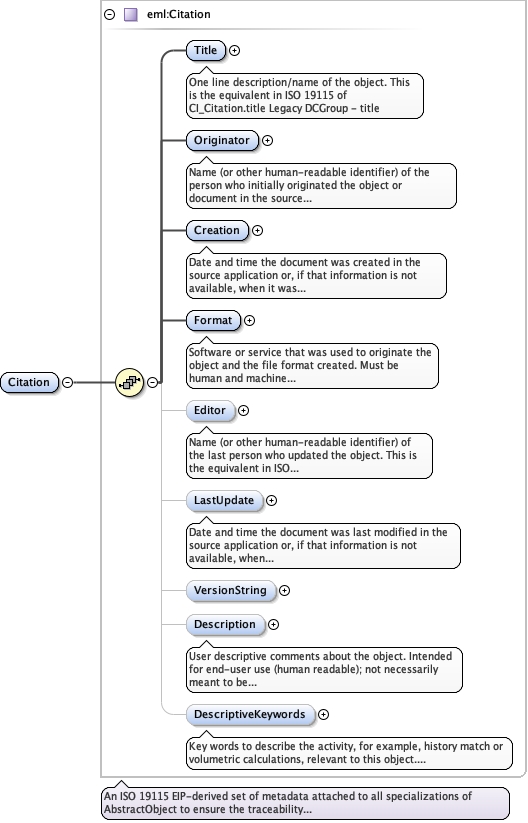 eml:Citation
Title
One line description/name of the object. This
is the equivalent in ISO 19115 of
CI_Citation.title Legacy DCGroup - title
Originator
Name (or other human-readable identifier) of the
person who initially originated the object or
document in the source...
Creation
Date and time the document was created in the
source application or, if that information is not
available, when it was...
Format
Software or service that was used to originate the
object and the file format created. Must be
human and machine...
Citation
Editor
Name (or other human-readable identifier) of
the last person who updated the object. This is
the equivalent in ISO...
LastUpdate
Date and time the document was last modified in the
source application or, if that information is not
available, when...
VersionString
Description
User descriptive comments about the object. Intended
for end-user use (human readable); not necessarily
meant to be...
DescriptiveKeywords
Key words to describe the activity, for example, history match or
volumetric calculations, relevant to this object....
An ISO 19115 EIP-derived set of metadata attached to all specializations of
AbstractObject to ensure the traceability...